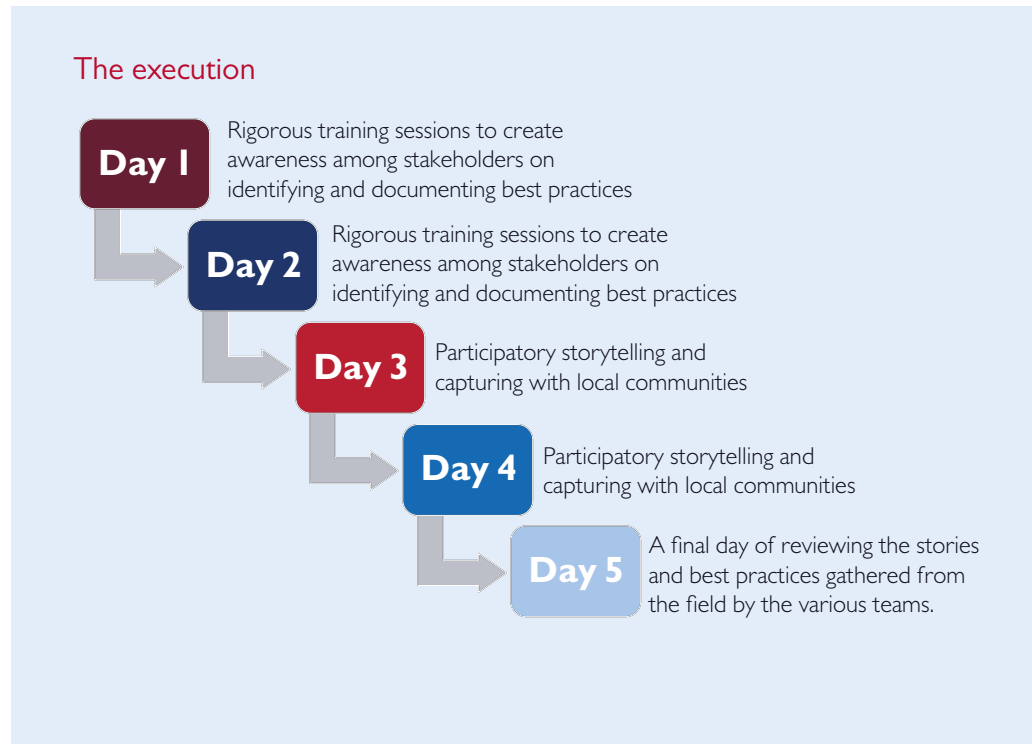 The execution
Day 1
Rigorous training sessions to create
awareness among stakeholders on
identifying and documenting best practices
Day 2
Rigorous training sessions to create
awareness among stakeholders on
identifying and documenting best practices
Day 3
Participatory storytelling and
capturing with local communities
Day 4
Participatory storytelling and
capturing with local communities
Day 5
A final day of reviewing the stories
and best practices gathered from
the field by the various teams.